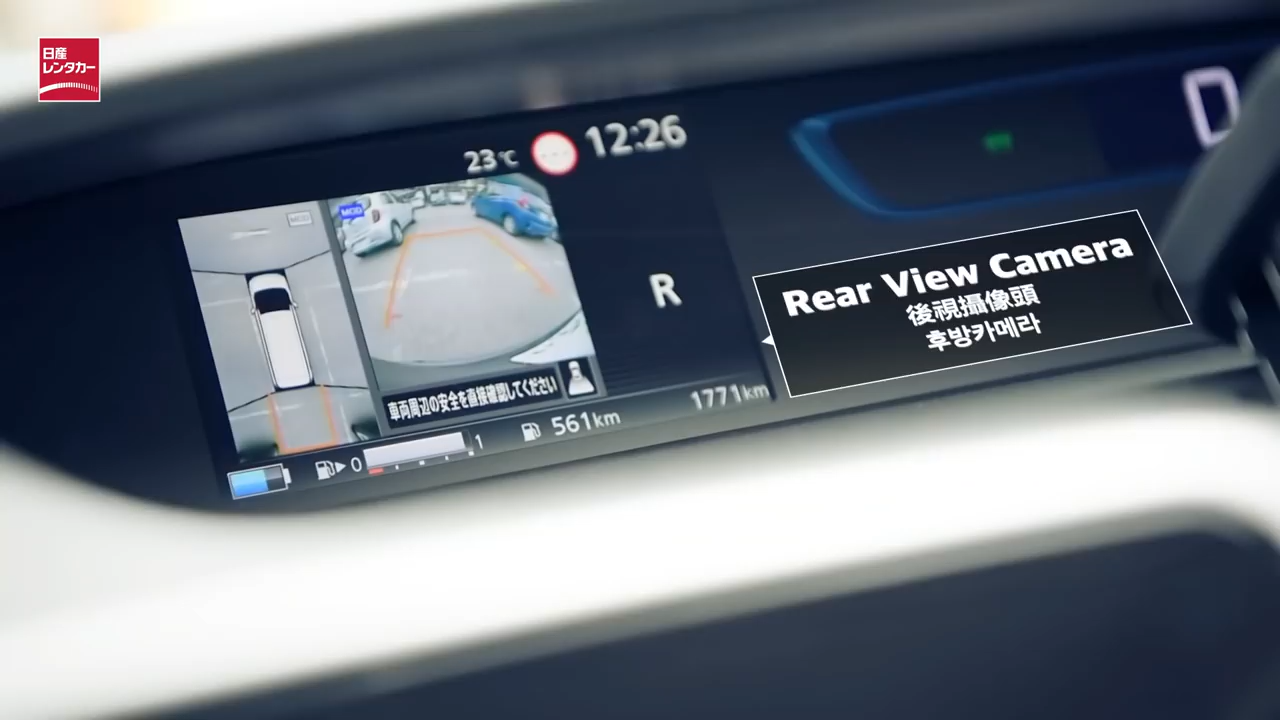 日産
レンタカー
23℃
12:26
MOD
MOD
R
0
Rear View Camera
後視攝像頭
후방카메라
車両周辺の安全を直接確認してください
0
1
561km
1771km